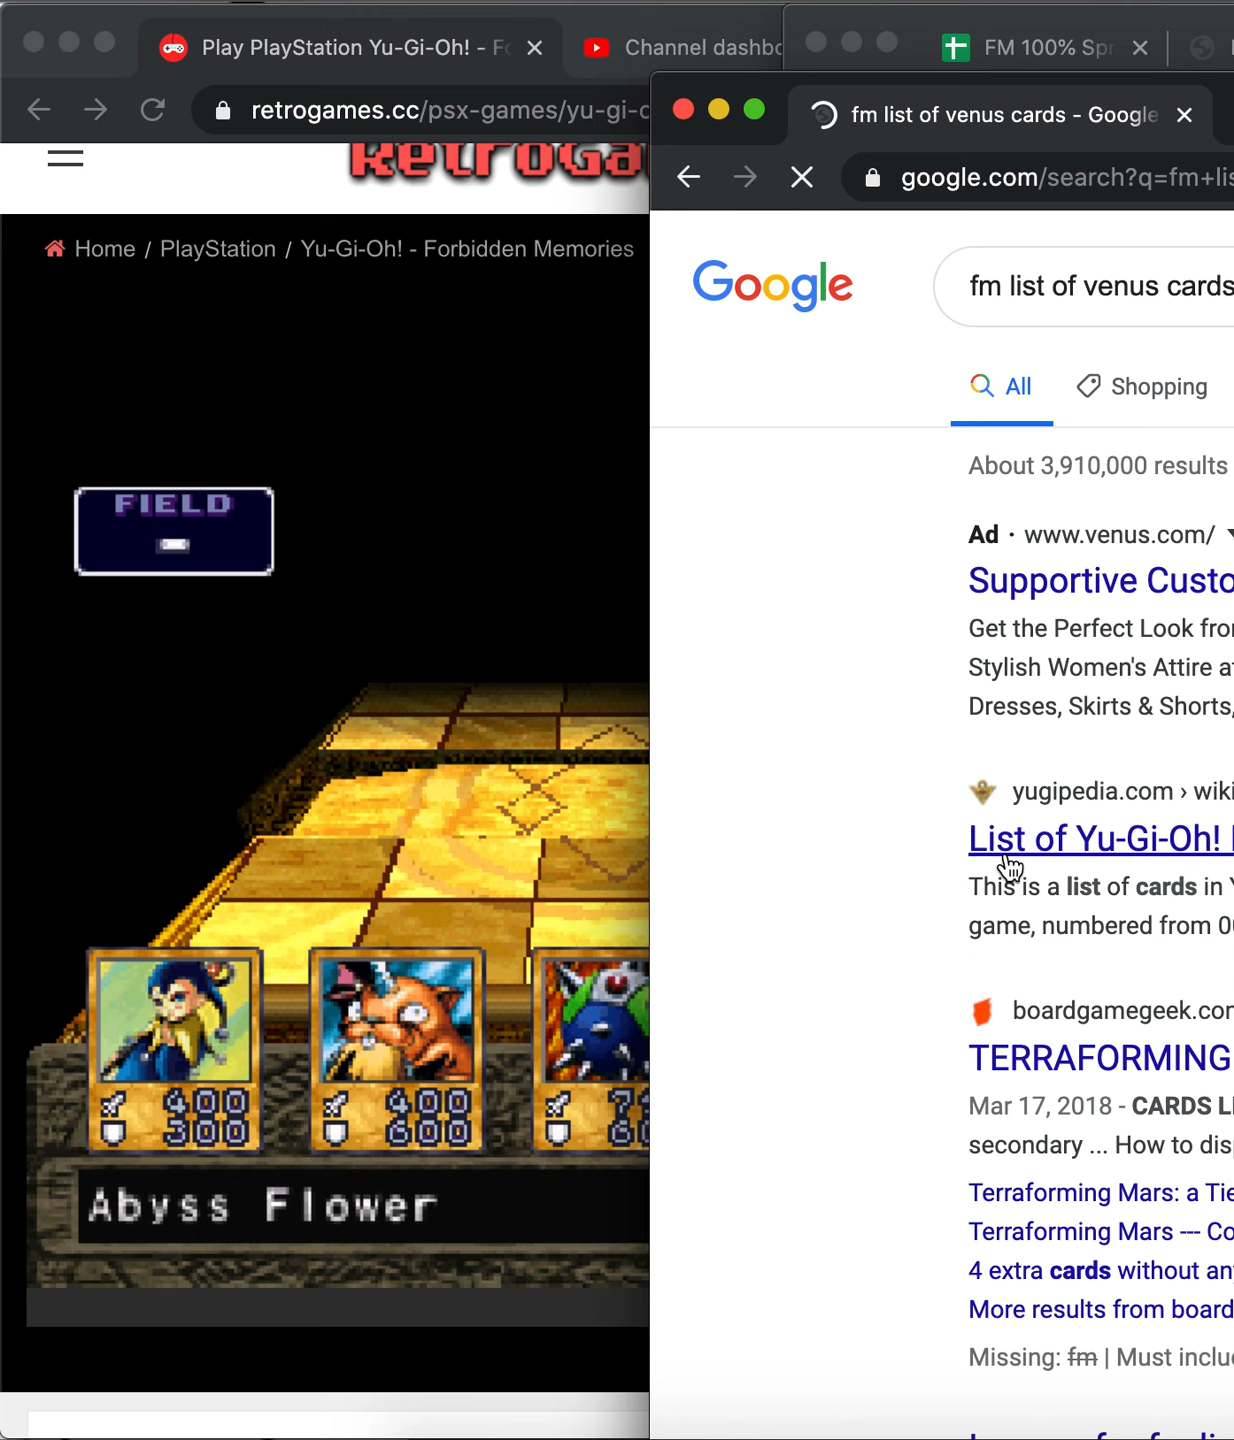 Play PlayStation Yu-Gi-Oh! - Fo
Channel dashbo
FM 100% Spr
retrogames.cc/psx-games/yu-gi-o
fm list of venus cards - Google
google.com/search?q=fm+lis
RetroGa
Home / PlayStation / Yu-Gi-Oh! - Forbidden Memories
FIELD
400
300
400
600
Abyss Flower
Google
fm list of venus cards
All
Shopping
About 3,910,000 results
Ad · www.venus.com/
Supportive Custo
Get the Perfect Look fro
Stylish Women's Attire a
Dresses, Skirts & Shorts,
yugipedia.com › wiki
List of Yu-Gi-Oh!
This is a list of cards in Y
game, numbered from 00
boardgamegeek.com
TERRAFORMING
Mar 17, 2018 - CARDS LI
secondary ... How to dis
Terraforming Mars: a Tie
Terraforming Mars --- Co
4 extra cards without an
More results from board
Missing: fm | Must inclu